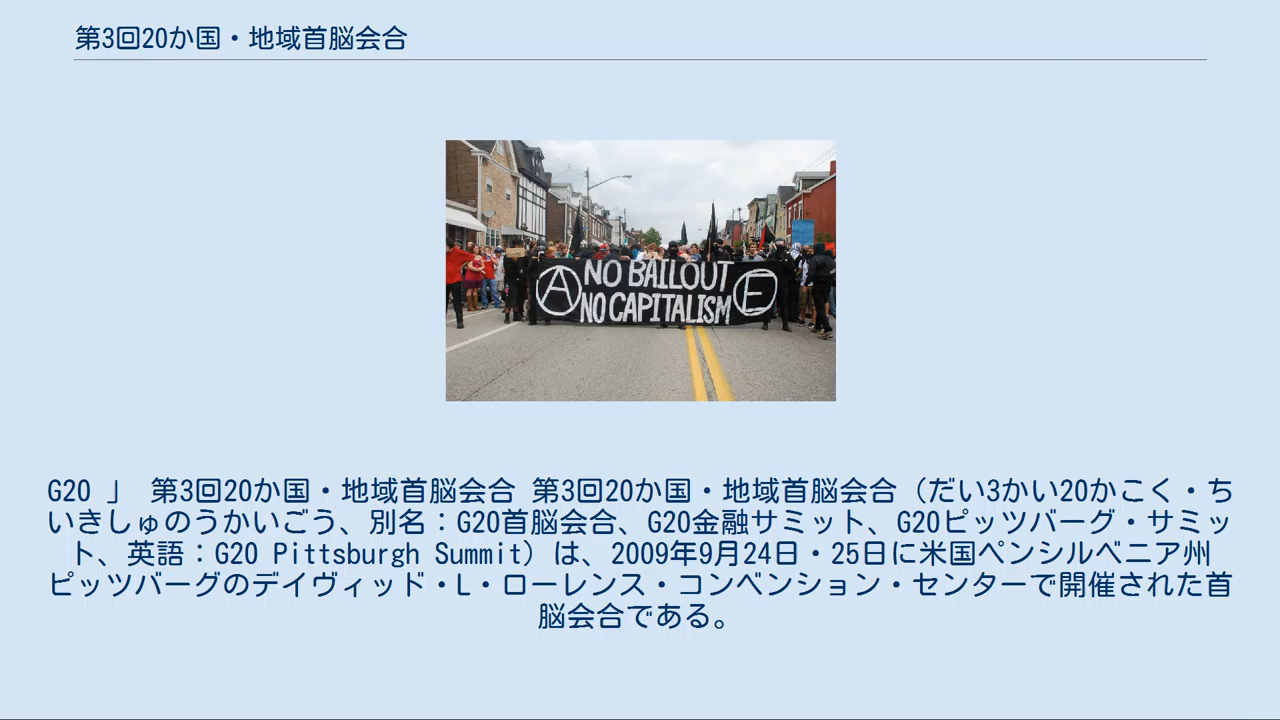 第3回20か国・地域首脳会合
NO BAILOUT
NO CAPITALISM
A
E
G20 」 第3回20か国・地域首脳会合 第3回20か国・地域首脳会合（だい3かい20かこく・ち
いきしゅのうかいごう、別名：G20首脳会合、G20金融サミット、G20ピッツバーグ・サミッ
ト、英語：G20 Pittsburgh Summit）は、2009年9月24日・25日に米国ペンシルベニア州
ピッツバーグのデイヴィッド・L・ローレンス・コンベンション・センターで開催された首
脳会合である。